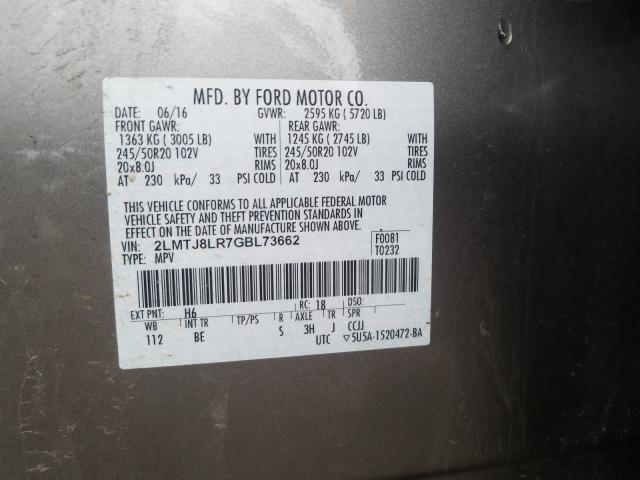 MFD. BY FORD MOTOR CO.
DATE: 06/16 GVWR: 2595 KG ( 5720 LB)
FRONT GAWR: REAR GAWR:
1363 KG ( 3005 LB) WITH 1245 KG ( 2745 LB) WITH
245/50R20 102V TIRES 245/50R20 102V TIRES
20x8.0J RIMS 20x8.0J RIMS
AT 230 kPa/ 33 PSI COLD AT 230 kPa/ 33 PSI COLD
THIS VEHICLE CONFORMS TO ALL APPLICABLE FEDERAL MOTOR
VEHICLE SAFETY AND THEFT PREVENTION STANDARDS IN
EFFECT ON THE DATE OF MANUFACTURE SHOWN ABOVE.
VIN: 2LMTJ8LR7GBL73662 F0081
TYPE: MPV T0232
EXT PNT: H6 RC: 18 DSO:
WB INT TR TP/PS R AXLE TR SPR
112 BE S 3H J CCJJ
UTC ▽5U5A-1520472-BA